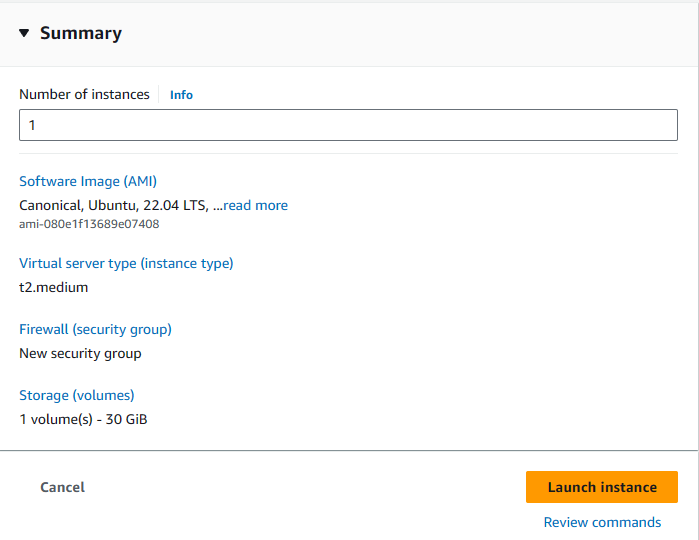 Summary
Number of instances Info
1
Software Image (AMI)
Canonical, Ubuntu, 22.04 LTS, ...read more
ami-080e1f13689e07408
Virtual server type (instance type)
t2.medium
Firewall (security group)
New security group
Storage (volumes)
1 volume(s) - 30 GiB
Cancel Launch instance
Review commands